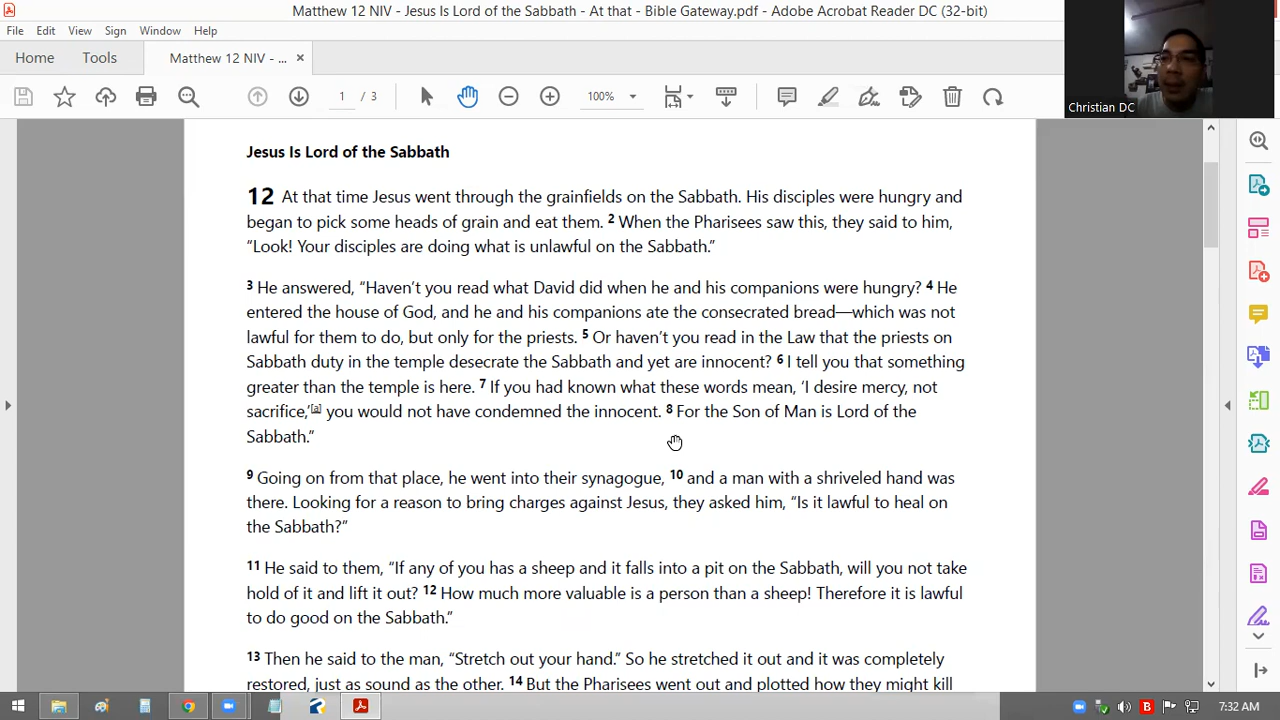 Matthew 12 NIV - Jesus Is Lord of the Sabbath - At that - Bible Gateway.pdf - Adobe Acrobat Reader DC (32-bit)
File Edit View Sign Window Help
Home Tools Matthew 12 NIV - ... ×
1 / 3 100%
Christian DC
Jesus Is Lord of the Sabbath
12 At that time Jesus went through the grainfields on the Sabbath. His disciples were hungry and
began to pick some heads of grain and eat them. 2 When the Pharisees saw this, they said to him,
“Look! Your disciples are doing what is unlawful on the Sabbath.”
3 He answered, “Haven’t you read what David did when he and his companions were hungry? 4 He
entered the house of God, and he and his companions ate the consecrated bread—which was not
lawful for them to do, but only for the priests. 5 Or haven’t you read in the Law that the priests on
Sabbath duty in the temple desecrate the Sabbath and yet are innocent? 6 I tell you that something
greater than the temple is here. 7 If you had known what these words mean, ‘I desire mercy, not
sacrifice,’[a] you would not have condemned the innocent. 8 For the Son of Man is Lord of the
Sabbath.”
9 Going on from that place, he went into their synagogue, 10 and a man with a shriveled hand was
there. Looking for a reason to bring charges against Jesus, they asked him, “Is it lawful to heal on
the Sabbath?”
11 He said to them, “If any of you has a sheep and it falls into a pit on the Sabbath, will you not take
hold of it and lift it out? 12 How much more valuable is a person than a sheep! Therefore it is lawful
to do good on the Sabbath.”
13 Then he said to the man, “Stretch out your hand.” So he stretched it out and it was completely
restored, just as sound as the other. 14 But the Pharisees went out and plotted how they might kill
7:32 AM